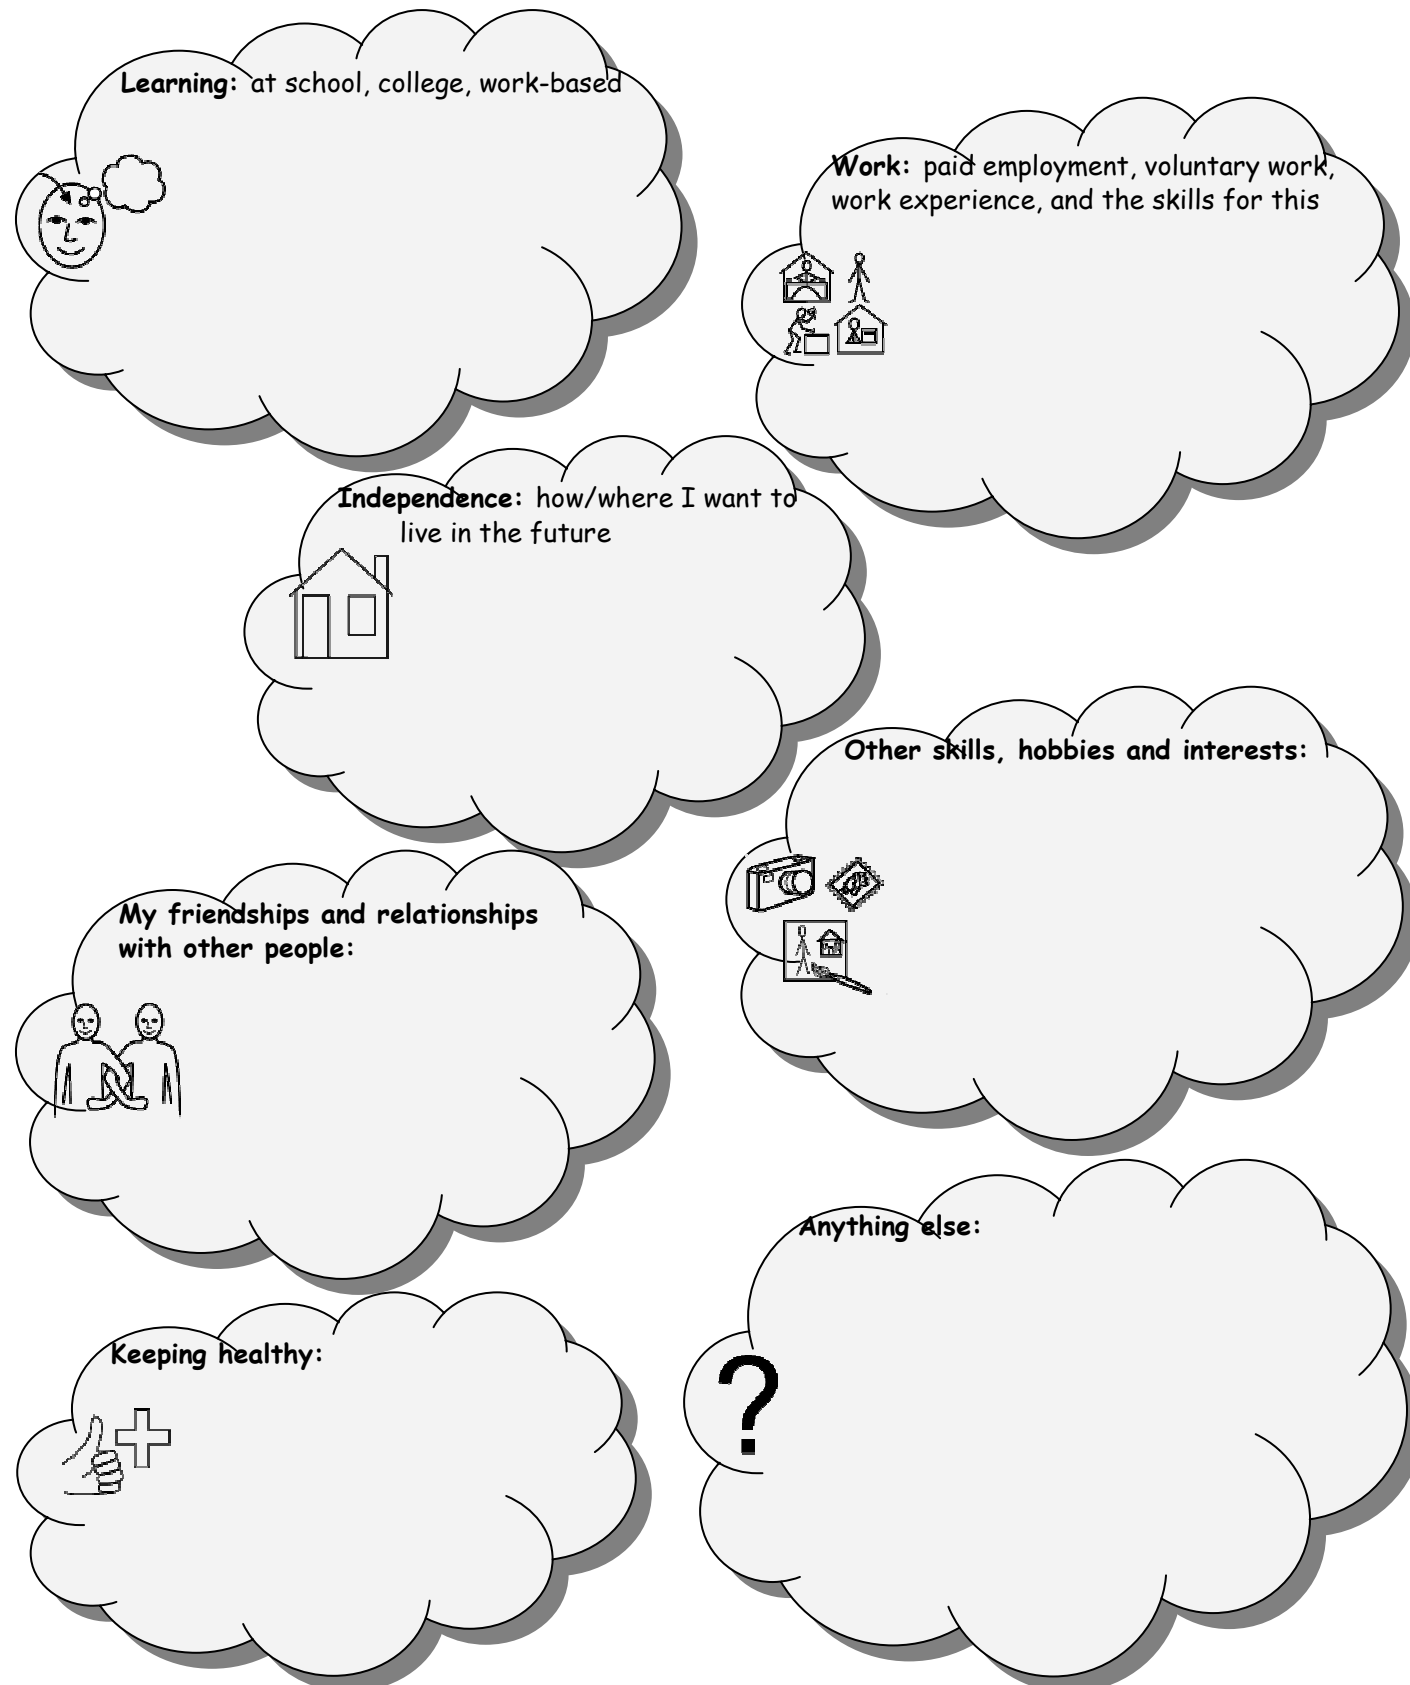 Learning: at school, college, work-based
Work: paid employment, voluntary work,
work experience, and the skills for this
Independence: how/where I want to
live in the future
Other skills, hobbies and interests:
My friendships and relationships
with other people:
Anything else:
?
Keeping healthy: